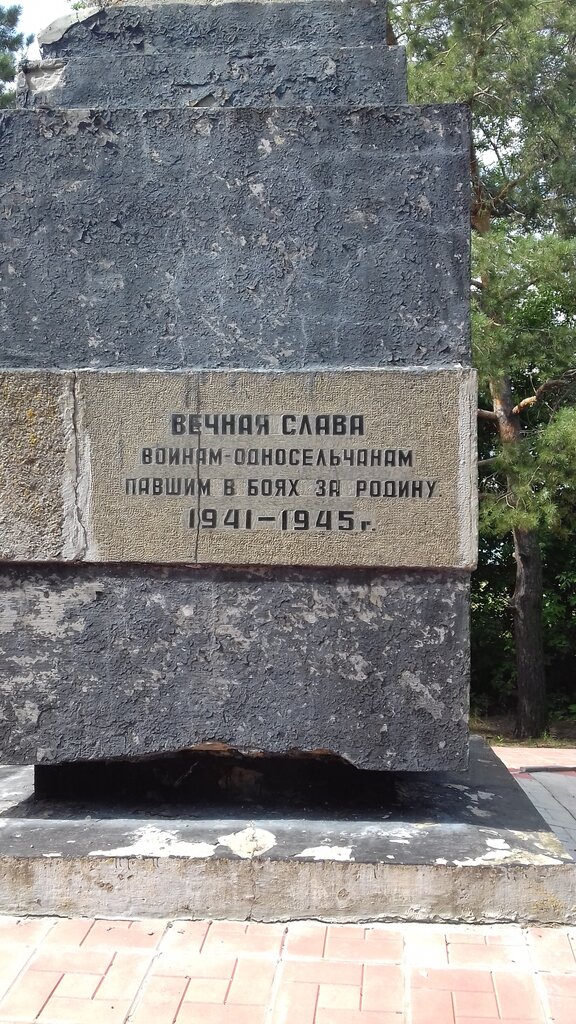 ВЕЧНАЯ СЛАВА
ВОИНАМ-ОДНОСЕЛЬЧАНАМ
ПАВШИМ В БОЯХ ЗА РОДИНУ.
1941-1945 г.